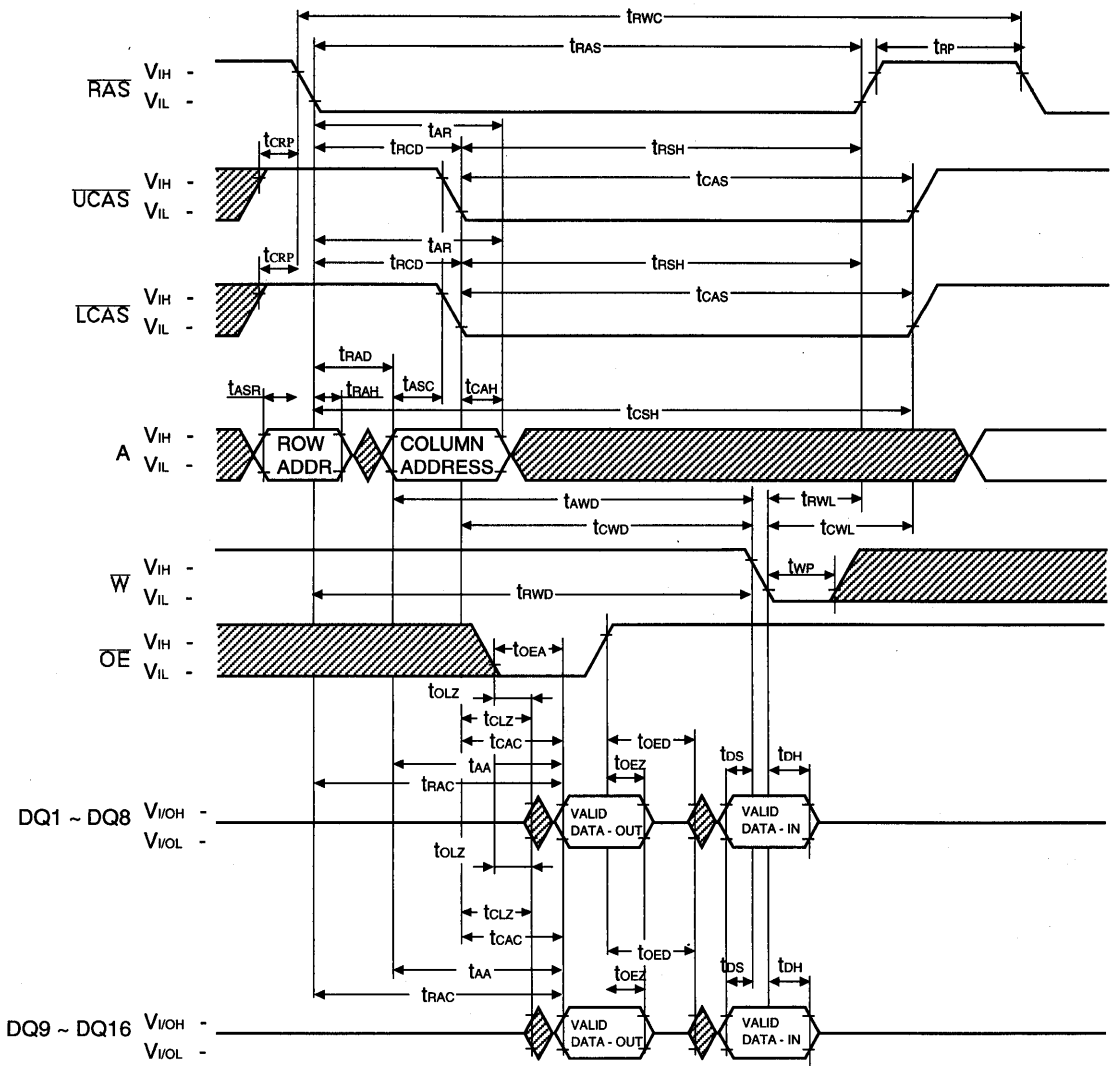 tRWC
tRAS
tRP
RAS
VIH -
VIL -
tAR
tCRP
tRCD
tRSH
UCAS
VIH -
VIL -
tCAS
tAR
tCRP
tRCD
tRSH
LCAS
VIH -
VIL -
tCAS
tRAD
tASR
tRAH
tASC
tCAH
tCSH
A
VIH -
VIL -
ROW
ADDR.
COLUMN
ADDRESS
tAWD
tRWL
tCWD
tCWL
W
VIH -
VIL -
tWP
tRWD
OE
VIH -
VIL -
tOEA
tOLZ
tCLZ
tCAC
tOED
tAA
tOEZ
tDS
tDH
tRAC
DQ1 ~ DQ8
VI/OH -
VI/OL -
VALID
DATA - OUT
VALID
DATA - IN
tOLZ
tCLZ
tCAC
tOED
tAA
tOEZ
tDS
tDH
tRAC
DQ9 ~ DQ16
VI/OH -
VI/OL -
VALID
DATA - OUT
VALID
DATA - IN